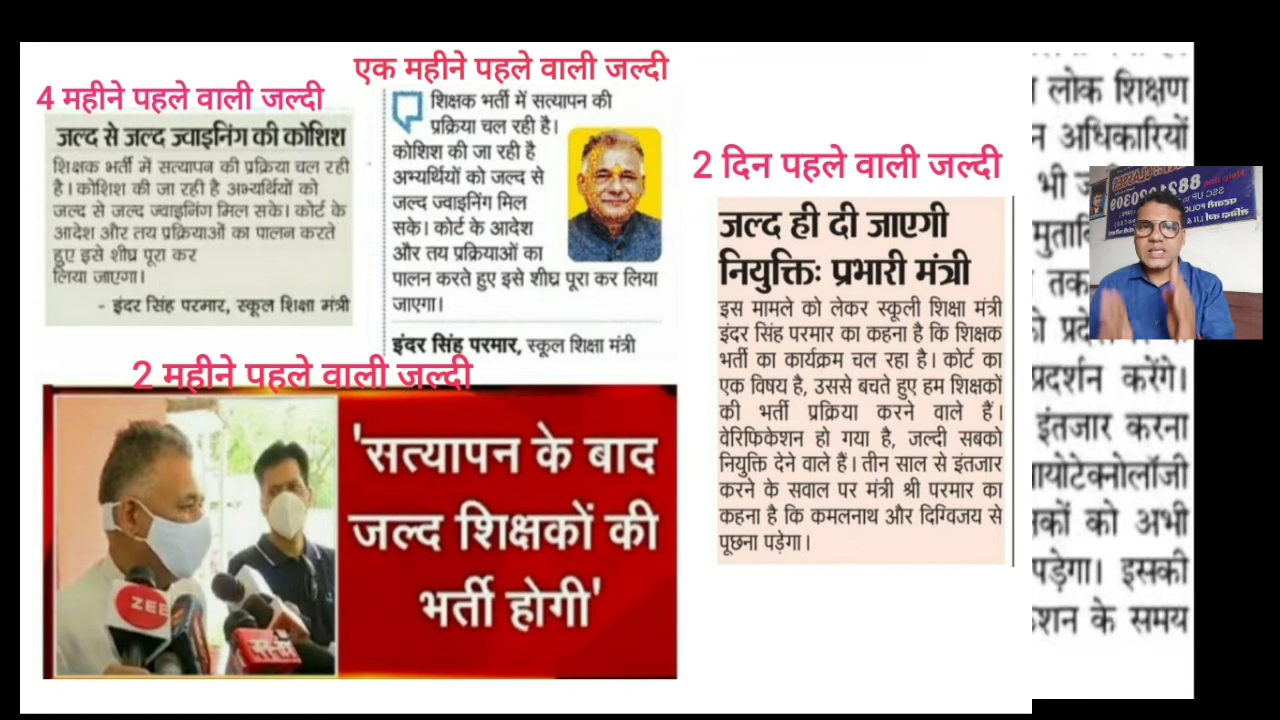 4 महीने पहले वाली जल्दी
जल्द से जल्द ज्वाइनिंग की कोशिश
शिक्षक भर्ती में सत्यापन की प्रक्रिया चल रही
है। कोशिश की जा रही है अभ्यर्थियों को
जल्द से जल्द ज्वाइनिंग मिल सके। कोर्ट के
आदेश और तय प्रक्रियाओं का पालन करते
हुए इसे शीघ्र पूरा कर
लिया जाएगा।
- इंदर सिंह परमार, स्कूल शिक्षा मंत्री
एक महीने पहले वाली जल्दी
शिक्षक भर्ती में सत्यापन की
प्रक्रिया चल रही है।
कोशिश की जा रही है
अभ्यर्थियों को जल्द से
जल्द ज्वाइनिंग मिल
सके। कोर्ट के आदेश
और तय प्रक्रियाओं का
पालन करते हुए इसे शीघ्र पूरा कर लिया
जाएगा।
इंदर सिंह परमार, स्कूल शिक्षा मंत्री
2 महीने पहले वाली जल्दी
'सत्यापन के बाद
जल्द शिक्षकों की
भर्ती होगी'
ZEE
2 दिन पहले वाली जल्दी
जल्द ही दी जाएगी
नियुक्तिः प्रभारी मंत्री
इस मामले को लेकर स्कूली शिक्षा मंत्री
इंदर सिंह परमार का कहना है कि शिक्षक
भर्ती का कार्यक्रम चल रहा है। कोर्ट का
एक विषय है, उससे बचते हुए हम शिक्षकों
की भर्ती प्रक्रिया करने वाले हैं।
वेरिफिकेशन हो गया है, जल्दी सबको
नियुक्ति देने वाले हैं। तीन साल से इंतजार
करने के सवाल पर मंत्री श्री परमार का
कहना है कि कमलनाथ और दिग्विजय से
पूछना पड़ेगा।
लोक शिक्षण
अधिकारियों
भी
तक
प्रदर्शन करेंगे।
इंतजार करना
को अभी
पड़ेगा। इसकी
के समय